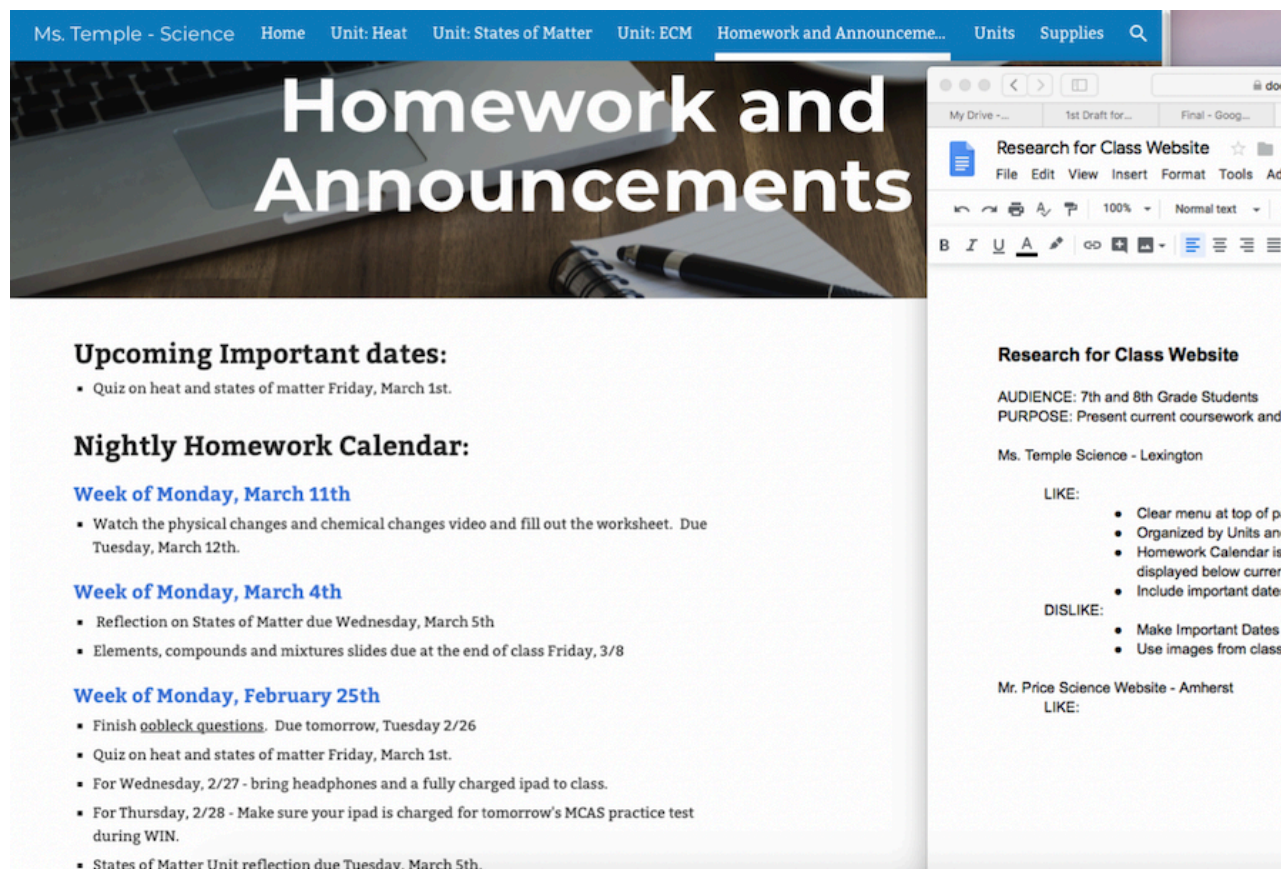 Ms. Temple - Science Home Unit: Heat Unit: States of Matter Unit: ECM Homework and Announceme... Units Supplies
Homework and
Announcements
Upcoming Important dates:
▪ Quiz on heat and states of matter Friday, March 1st.
Nightly Homework Calendar:
Week of Monday, March 11th
▪ Watch the physical changes and chemical changes video and fill out the worksheet. Due
Tuesday, March 12th.
Week of Monday, March 4th
▪ Reflection on States of Matter due Wednesday, March 5th
▪ Elements, compounds and mixtures slides due at the end of class Friday, 3/8
Week of Monday, February 25th
▪ Finish oobleck questions. Due tomorrow, Tuesday 2/26
▪ Quiz on heat and states of matter Friday, March 1st.
▪ For Wednesday, 2/27 - bring headphones and a fully charged ipad to class.
▪ For Thursday, 2/28 - Make sure your ipad is charged for tomorrow's MCAS practice test
during WIN.
▪ States of Matter Unit reflection due Tuesday, March 5th.
My Drive -... 1st Draft for... Final - Goog...
Research for Class Website
File Edit View Insert Format Tools
100% Normal text
B I U A
Research for Class Website
AUDIENCE: 7th and 8th Grade Students
PURPOSE: Present current coursework and
Ms. Temple Science - Lexington
LIKE:
● Clear menu at top of
● Organized by Units
● Homework Calendar is
displayed below
● Include important
DISLIKE:
● Make Important Dates
● Use images from
Mr. Price Science Website - Amherst
LIKE: